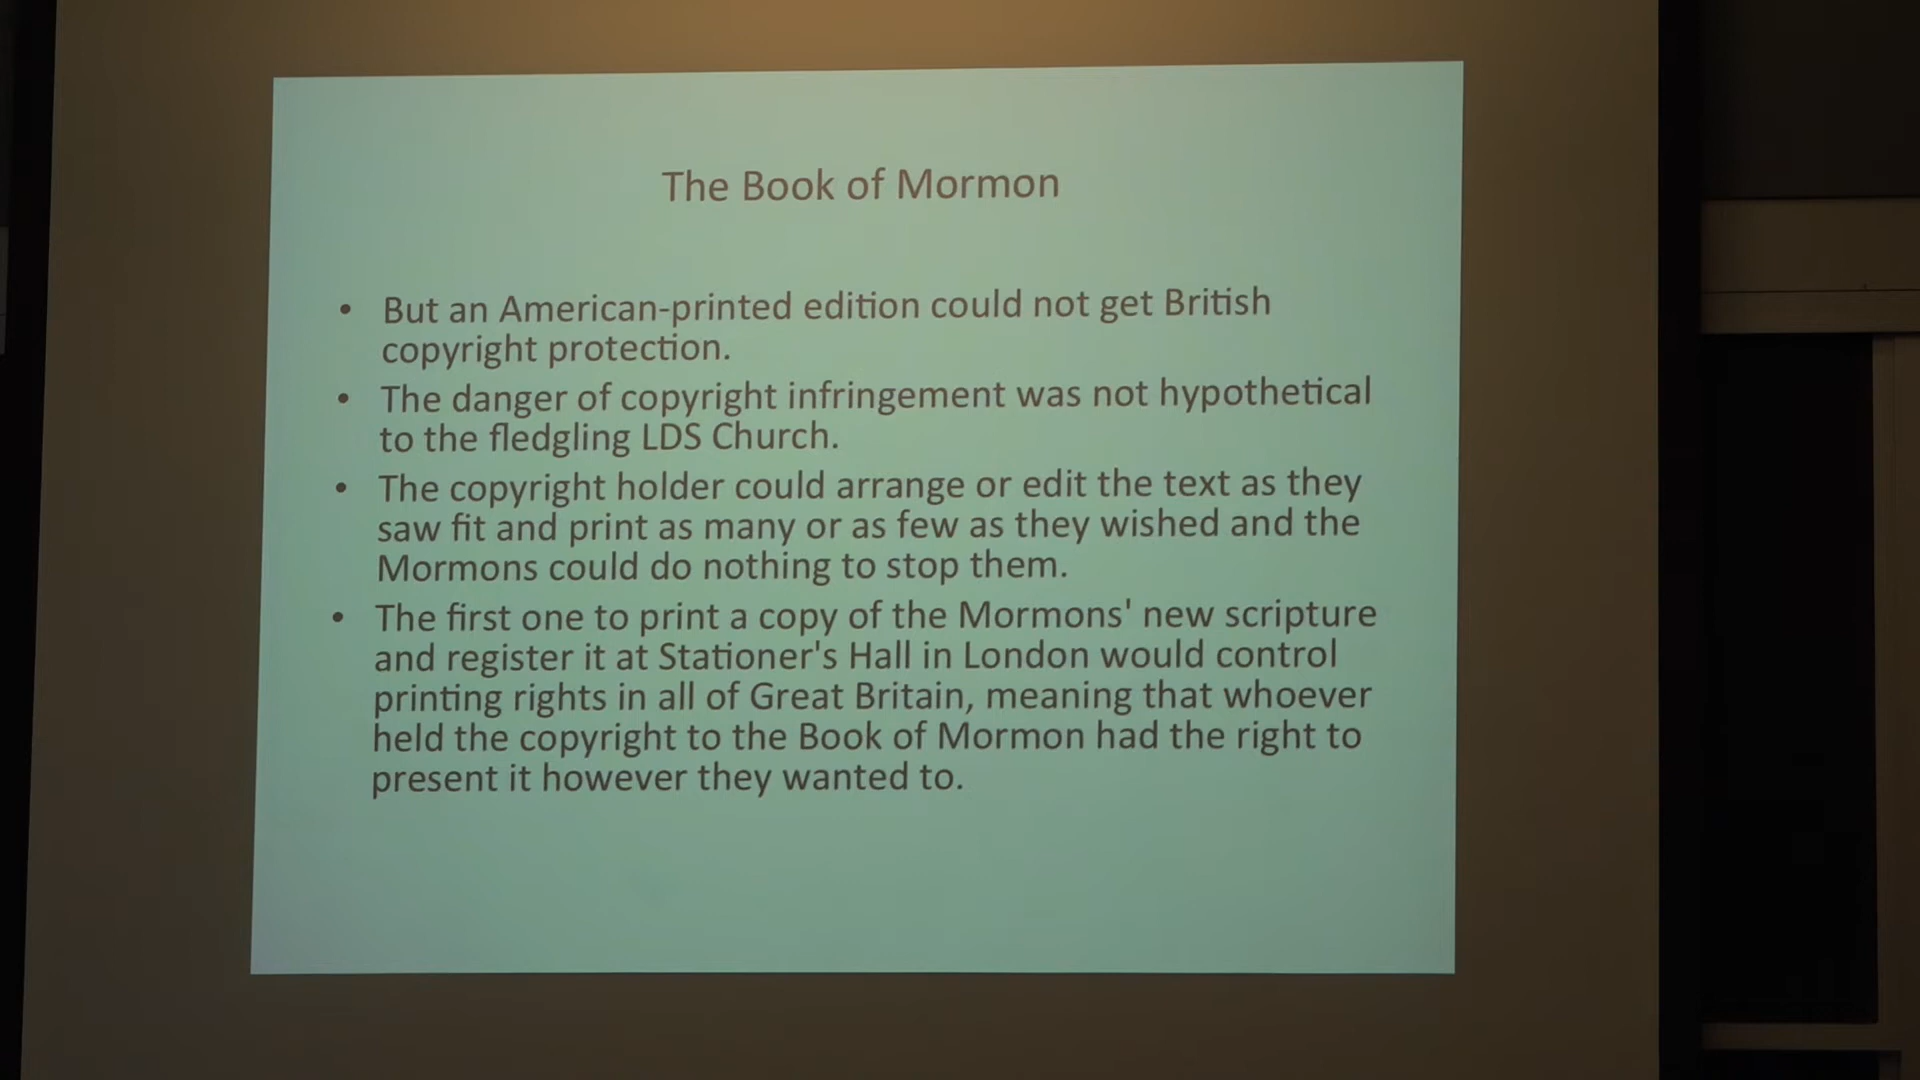 The Book of Mormon
• But an American-printed edition could not get British
copyright protection.
• The danger of copyright infringement was not hypothetical
to the fledgling LDS Church.
• The copyright holder could arrange or edit the text as they
saw fit and print as many or as few as they wished and the
Mormons could do nothing to stop them.
• The first one to print a copy of the Mormons' new scripture
and register it at Stationer's Hall in London would control
printing rights in all of Great Britain, meaning that whoever
held the copyright to the Book of Mormon had the right to
present it however they wanted to.